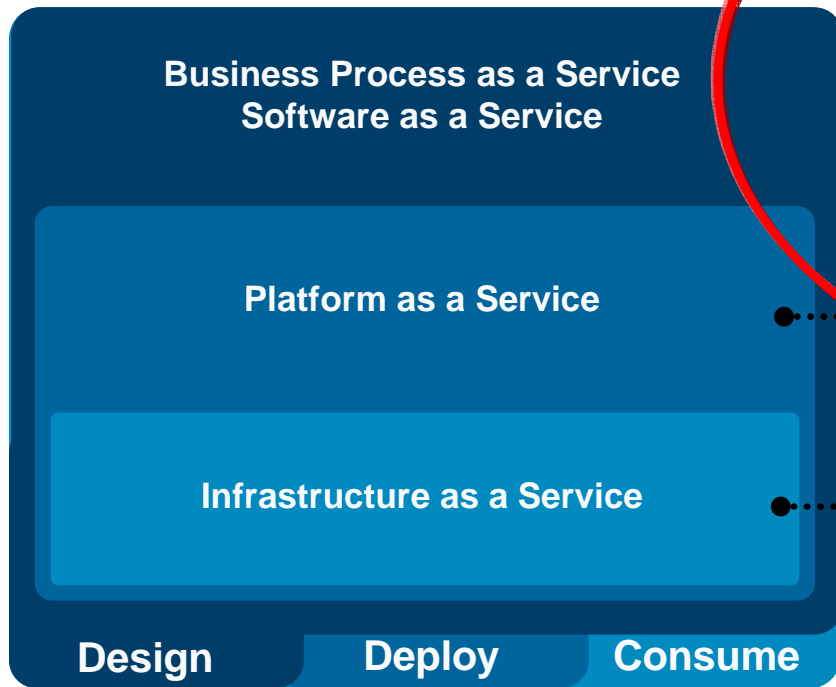 Business Process as a Service
Software as a Service
Platform as a Service
Infrastructure as a Service
Design Deploy Consume